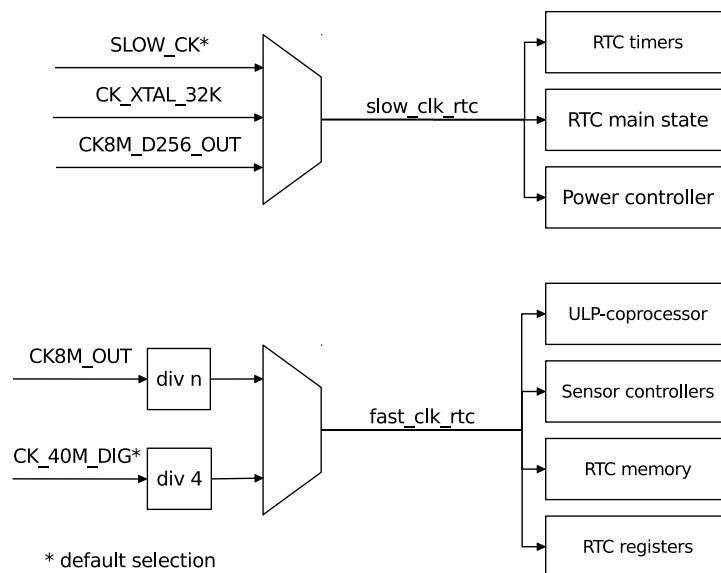 SLOW_CK*
CK_XTAL_32K
CK8M_D256_OUT
slow_clk_rtc
RTC timers
RTC main state
Power controller
CK8M_OUT
div n
CK_40M_DIG*
div 4
fast_clk_rtc
ULP-coprocessor
Sensor controllers
RTC memory
RTC registers
* default selection